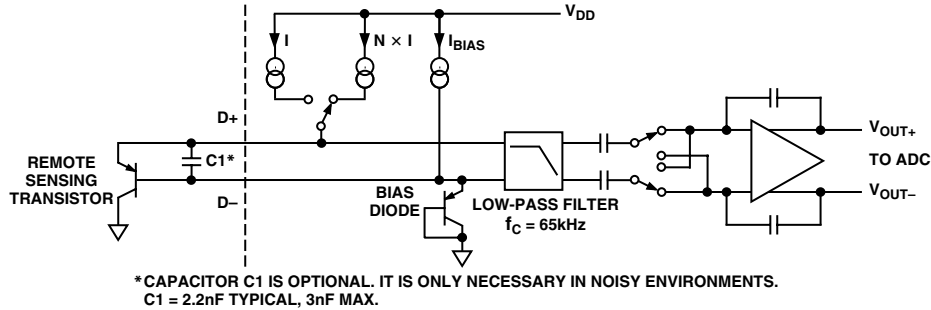 V_DD
I
N × I
I_BIAS
D+
REMOTE
SENSING
TRANSISTOR
C1*
D–
BIAS
DIODE
LOW-PASS FILTER
f_C = 65kHz
V_OUT+
TO ADC
V_OUT–
*CAPACITOR C1 IS OPTIONAL. IT IS ONLY NECESSARY IN NOISY ENVIRONMENTS.
C1 = 2.2nF TYPICAL, 3nF MAX.